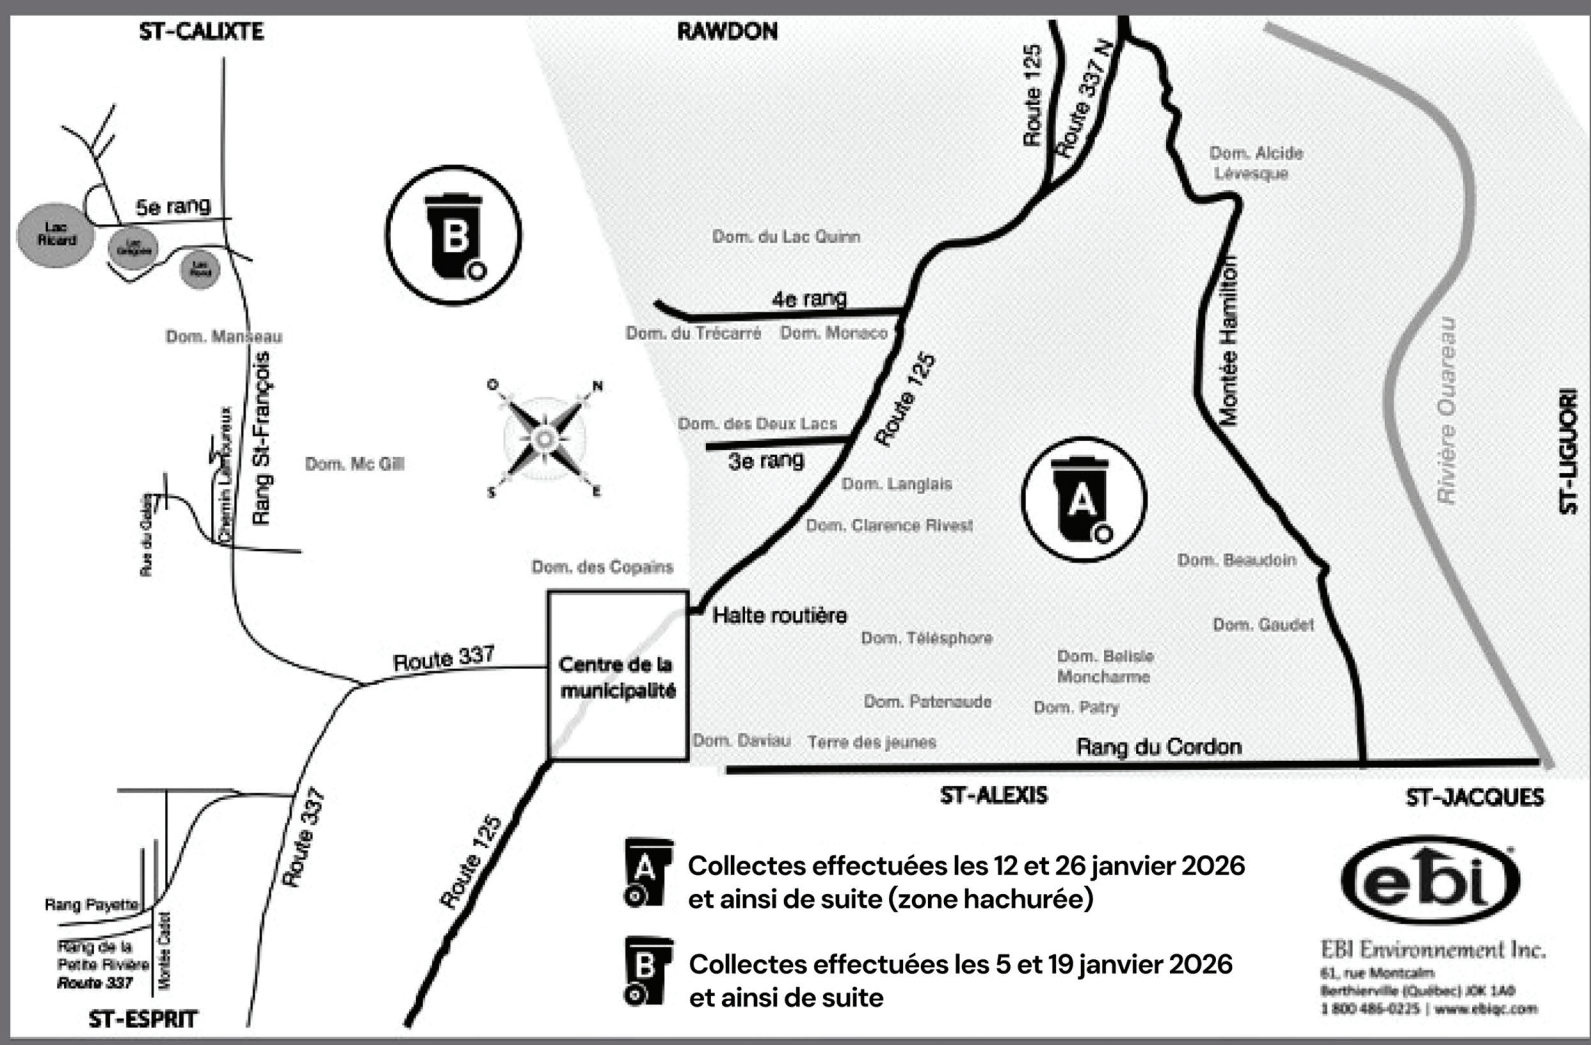 ST-CALIXTE
RAWDON
Route 125
Route 337 N
Dom. Alcide
Lévesque
5e rang
Lac
Ricard
Lac
Grégoire
Lac
Rond
B
Dom. du Lac Quinn
4e rang
Dom. du Trécarré
Dom. Monaco
Dom. Manseau
Rang St-François
Chemin Lamoureux
Rue du Galais
Dom. Mc Gill
O
N
S
E
Dom. des Deux Lacs
3e rang
Route 125
Montée Hamilton
Rivière Ouareau
ST-LIGUORI
A
Dom. Langlais
Dom. Clarence Rivest
Dom. Beaudoin
Dom. des Copains
Halte routière
Dom. Gaudet
Dom. Télésphore
Dom. Belisle
Moncharme
Route 337
Centre de la
municipalité
Dom. Patenaude
Dom. Patry
Dom. Daviau
Terre des jeunes
Rang du Cordon
ST-ALEXIS
ST-JACQUES
Route 337
Route 125
Rang Payette
Rang de la
Petite Rivière
Route 337
Montée Cadot
ST-ESPRIT
A
Collectes effectuées les 12 et 26 janvier 2026
et ainsi de suite (zone hachurée)
B
Collectes effectuées les 5 et 19 janvier 2026
et ainsi de suite
ebi
EBI Environnement Inc.
61, rue Montcalm
Berthierville (Québec) J0K 1A0
1 800 486-0225 | www.ebiqc.com